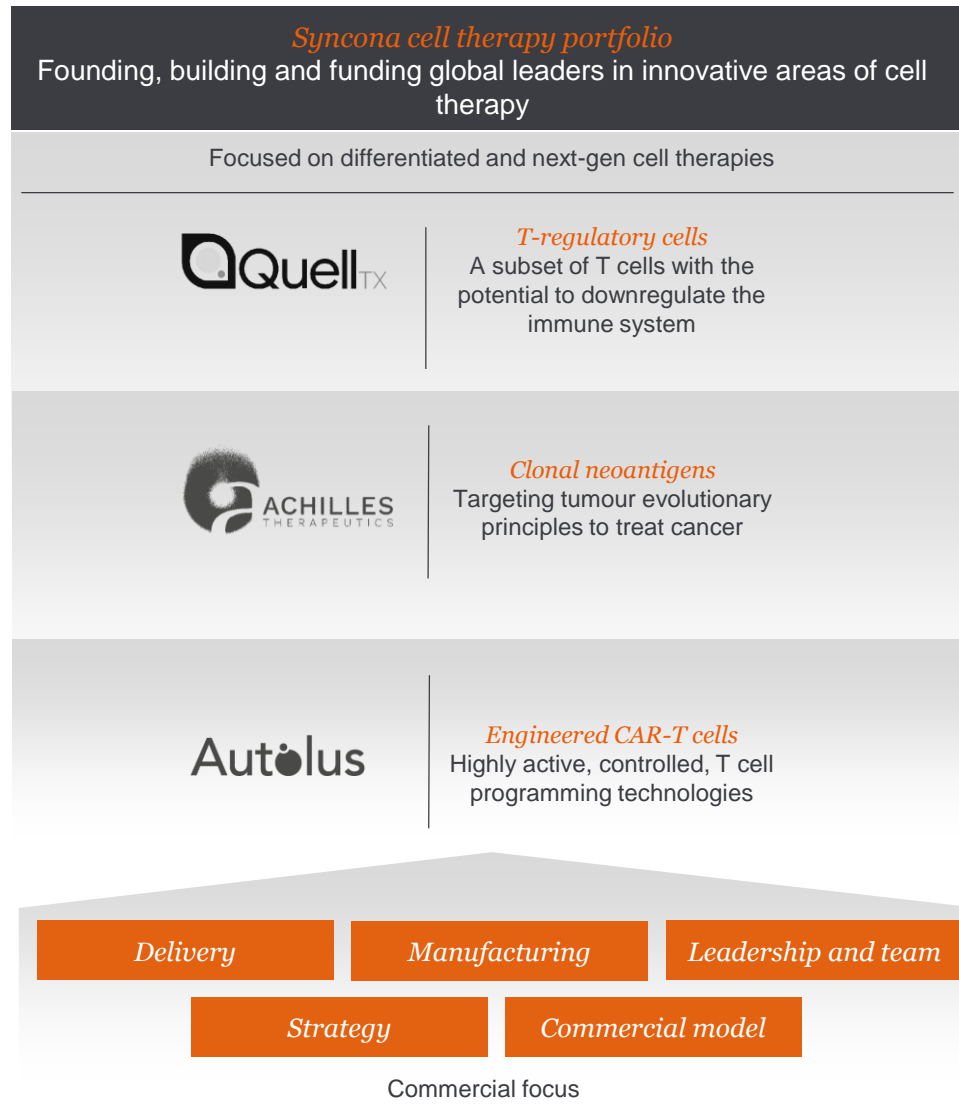 Syncona cell therapy portfolio
Founding, building and funding global leaders in innovative areas of cell
therapy
Focused on differentiated and next-gen cell therapies
QuellTX
T-regulatory cells
A subset of T cells with the
potential to downregulate the
immune system
ACHILLES
THERAPEUTICS
Clonal neoantigens
Targeting tumour evolutionary
principles to treat cancer
Autolus
Engineered CAR-T cells
Highly active, controlled, T cell
programming technologies
Delivery
Manufacturing
Leadership and team
Strategy
Commercial model
Commercial focus